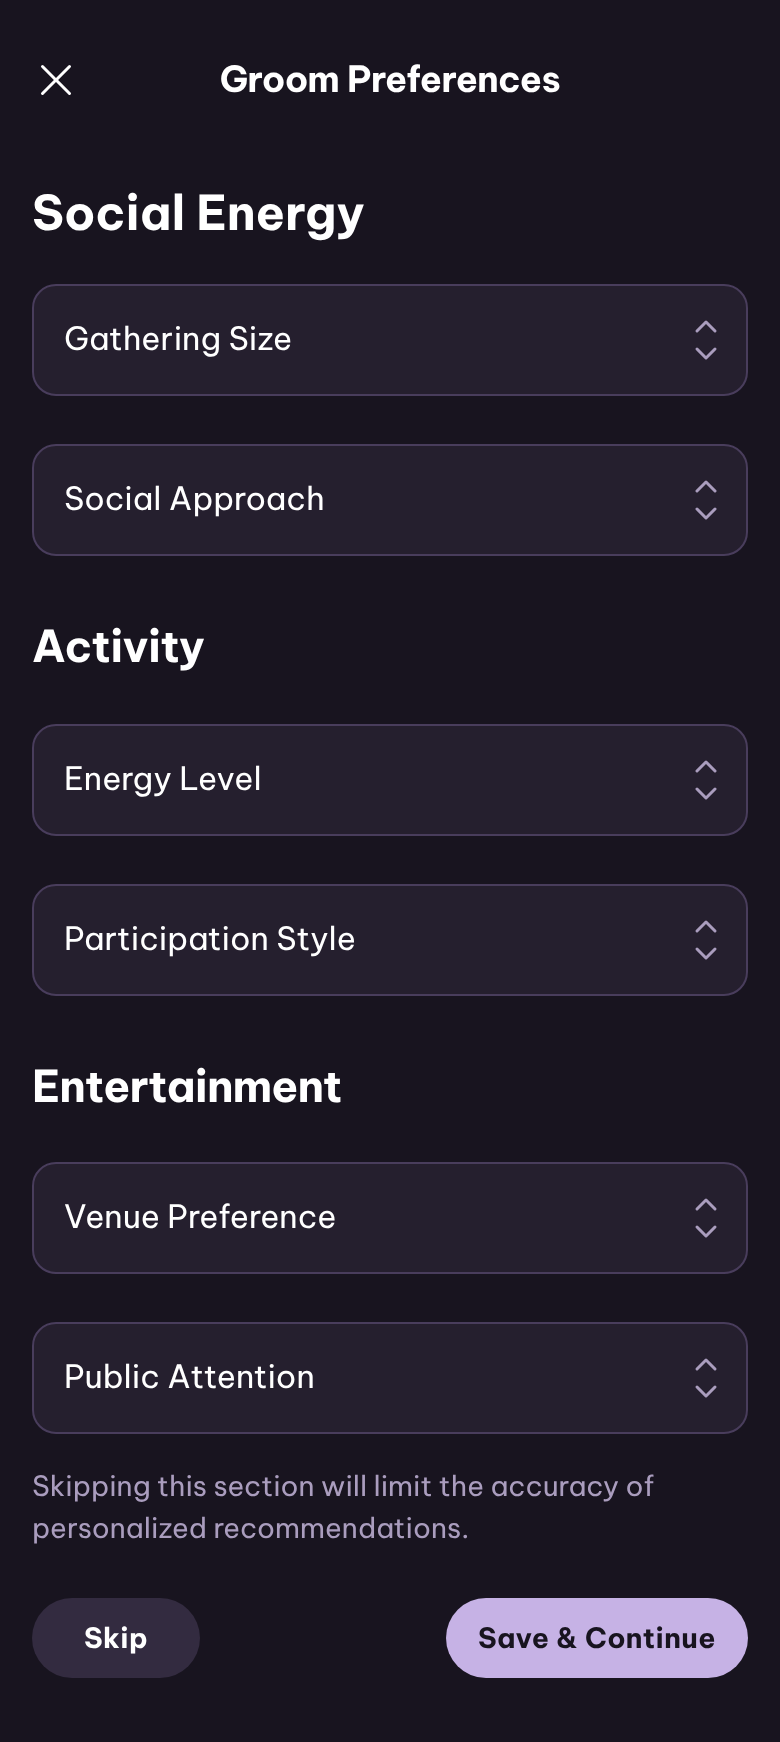 Groom Preferences
Social Energy
Gathering Size
Social Approach
Activity
Energy Level
Participation Style
Entertainment
Venue Preference
Public Attention
Skipping this section will limit the accuracy of
personalized recommendations.
Skip
Save & Continue